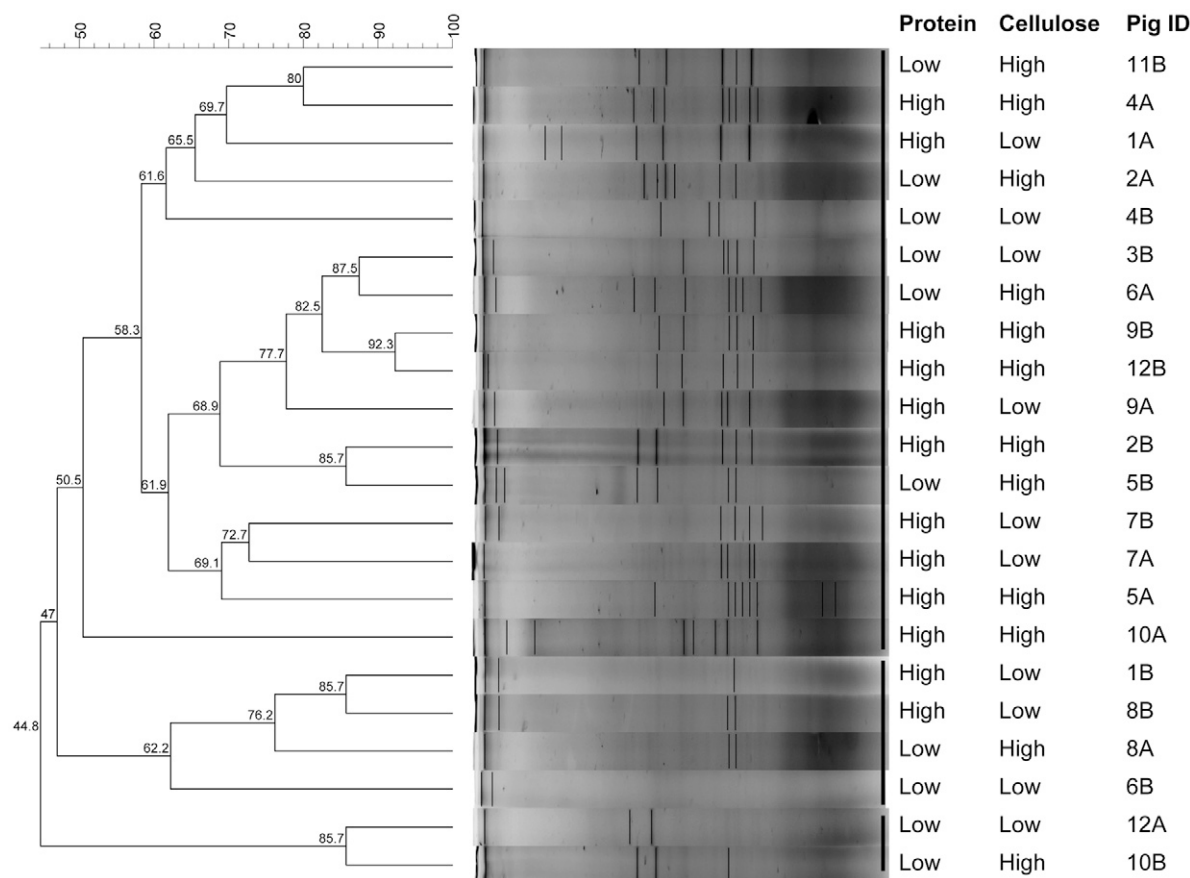 50 60 70 80 90 100
Protein Cellulose Pig ID
80 Low High 11B
69.7 High High 4A
65.5 High Low 1A
61.6 Low High 2A
Low Low 4B
87.5 Low Low 3B
82.5 Low High 6A
58.3 92.3 High High 9B
77.7 High High 12B
68.9 High Low 9A
85.7 High High 2B
50.5 61.9 Low High 5B
72.7 High Low 7B
69.1 High Low 7A
47 High High 5A
High High 10A
85.7 High Low 1B
44.8 76.2 High Low 8B
62.2 Low High 8A
Low Low 6B
85.7 Low Low 12A
Low High 10B